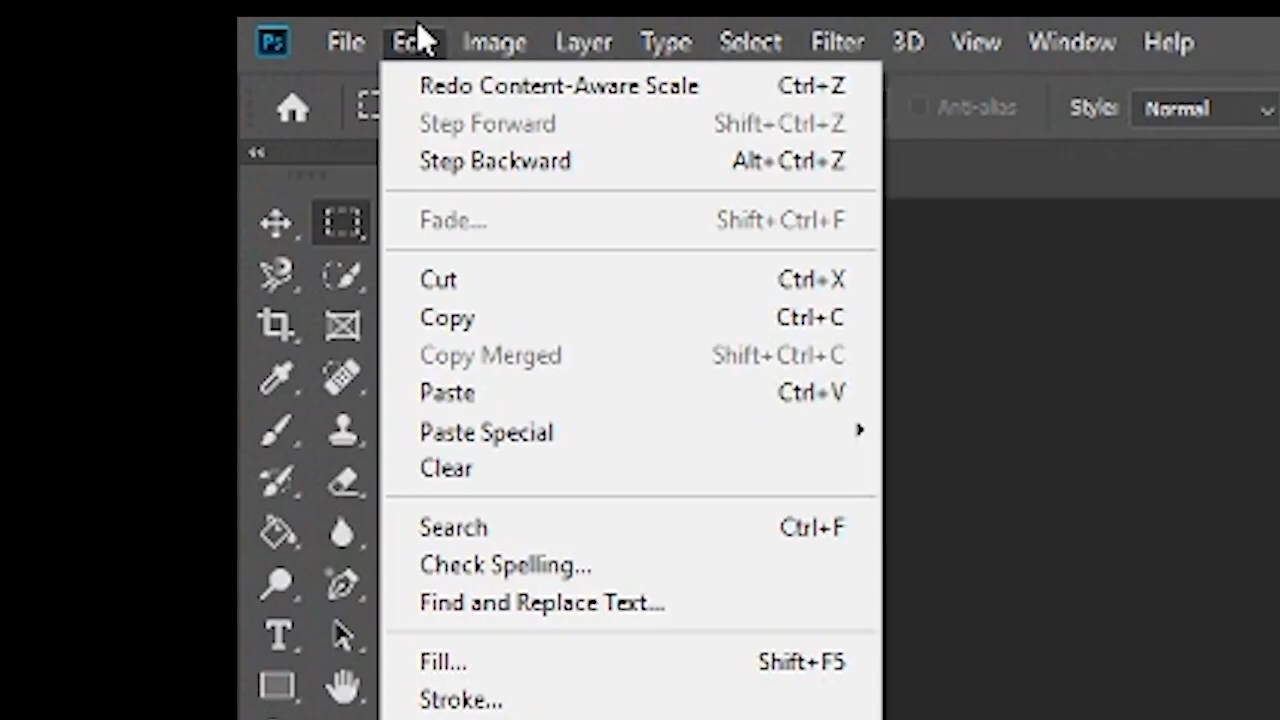 Ps File Image Layer Type Select Filter 3D View Window Help
Anti-alias Style: Normal
Redo Content-Aware Scale Ctrl+Z
Step Forward Shift+Ctrl+Z
Step Backward Alt+Ctrl+Z
Fade... Shift+Ctrl+F
Cut Ctrl+X
Copy Ctrl+C
Copy Merged Shift+Ctrl+C
Paste Ctrl+V
Paste Special
Clear
Search Ctrl+F
Check Spelling...
Find and Replace Text...
Fill... Shift+F5
Stroke...